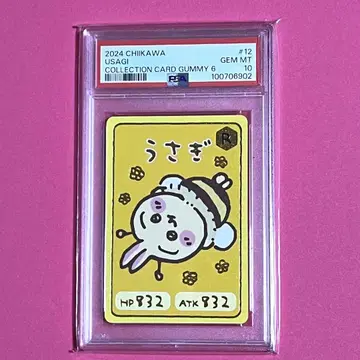 2024 CHIIKAWA #12
USAGI GEM MT
COLLECTION CARD GUMMY 6 10
PSA 100706902
R
うさぎ
HP 832 ATK 832